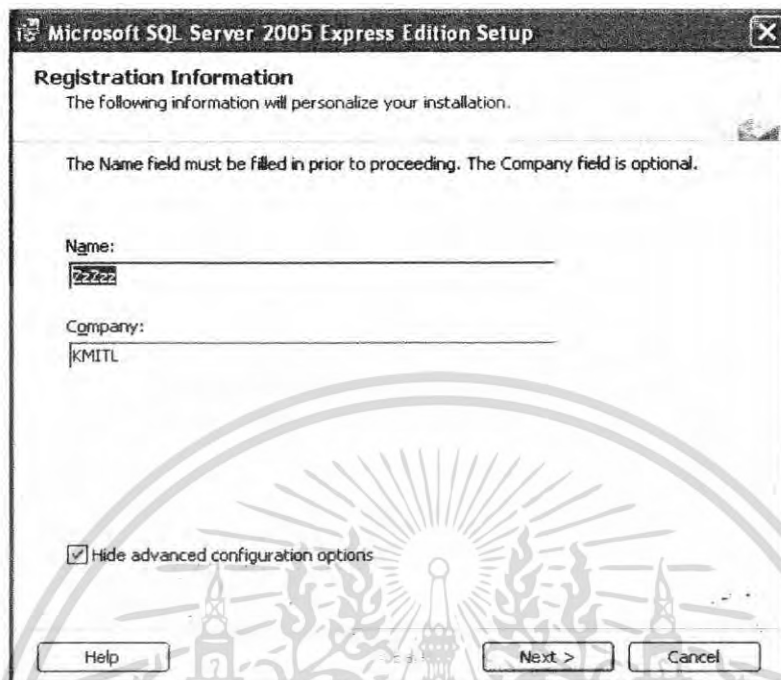 Microsoft SQL Server 2005 Express Edition Setup
Registration Information
The following information will personalize your installation.
The Name field must be filled in prior to proceeding. The Company field is optional.
Name:
ZzZzz
Company:
KMITL
Hide advanced configuration options
Help
Next >
Cancel